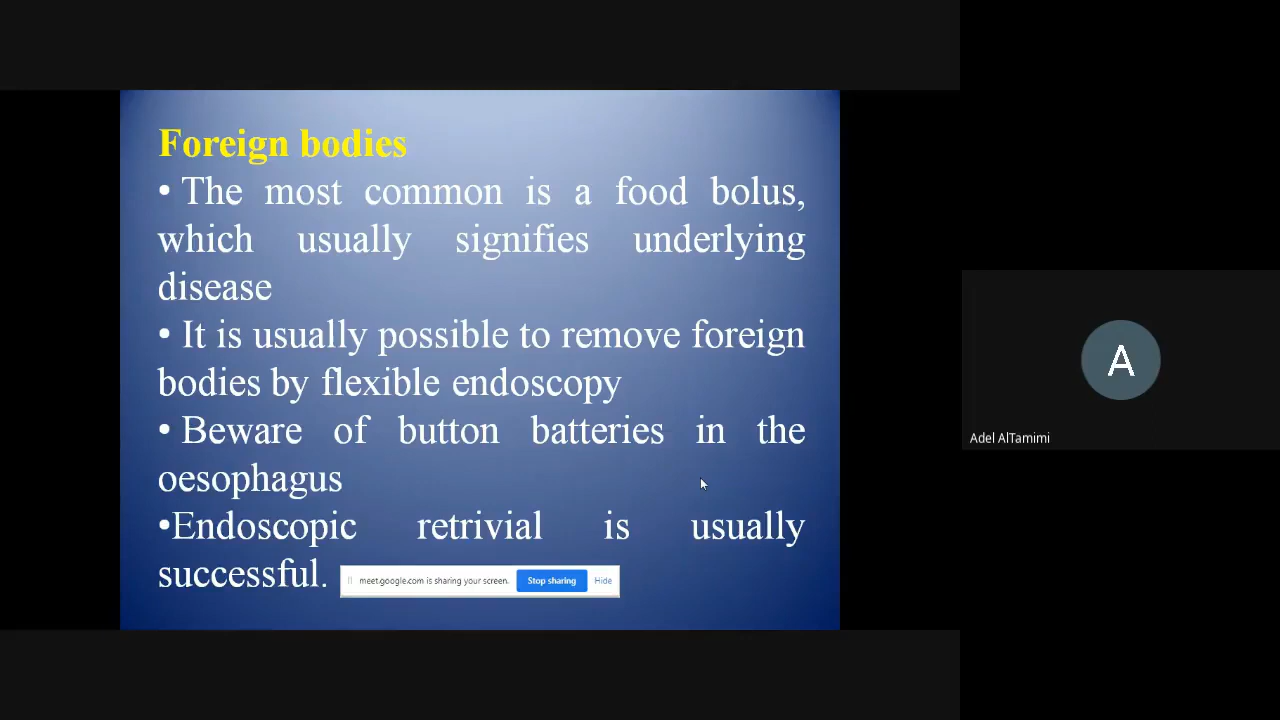 Foreign bodies
• The most common is a food bolus,
which usually signifies underlying
disease
• It is usually possible to remove foreign
bodies by flexible endoscopy
• Beware of button batteries in the
oesophagus
•Endoscopic retrivial is usually
successful.
meet.google.com is sharing your screen. Stop sharing Hide
A
Adel AlTamimi